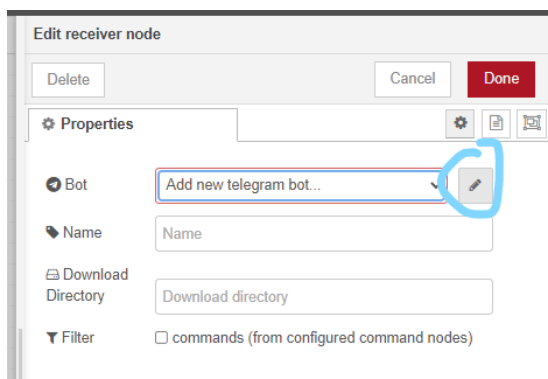 Edit receiver node
Delete Cancel Done
Properties
Bot Add new telegram bot...
Name Name
Download
Directory Download directory
Filter commands (from configured command nodes)